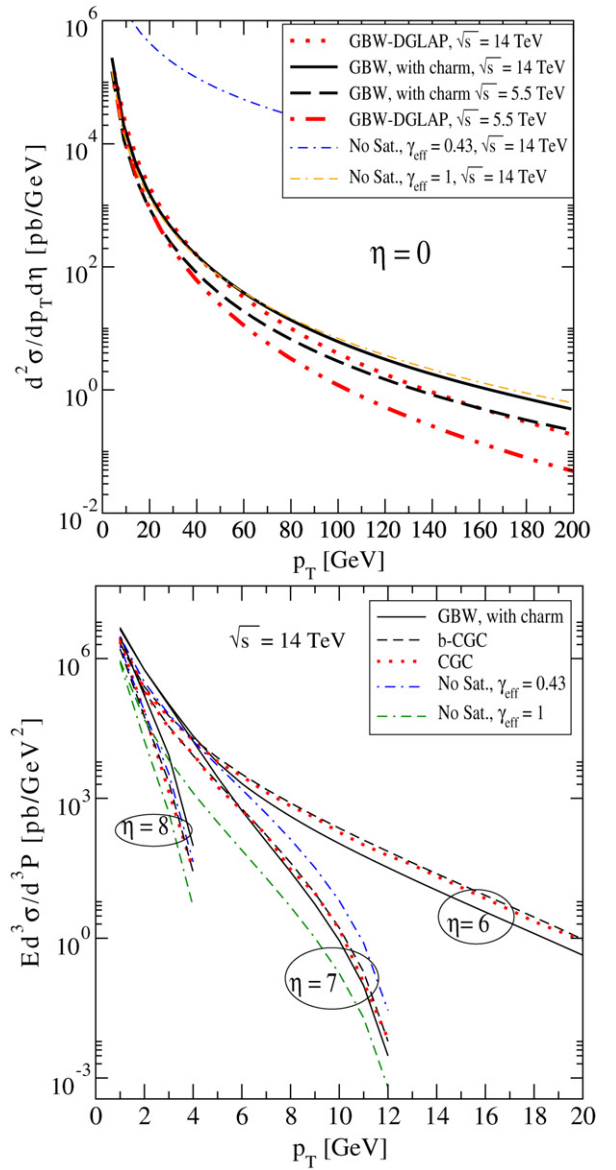 10^6
10^4
10^2
10^0
10^-2
d^2σ/dp_Tdη [pb/GeV]
GBW-DGLAP, √s = 14 TeV
GBW, with charm, √s = 14 TeV
GBW, with charm √s = 5.5 TeV
GBW-DGLAP, √s = 5.5 TeV
No Sat., γ_eff = 0.43, √s = 14 TeV
No Sat., γ_eff = 1, √s = 14 TeV
η = 0
0 20 40 60 80 100 120 140 160 180 200
p_T [GeV]
10^6
10^3
10^0
10^-3
Ed^3σ/d^3P [pb/GeV^2]
√s = 14 TeV
GBW, with charm
b-CGC
CGC
No Sat., γ_eff = 0.43
No Sat., γ_eff = 1
η = 8
η = 7
η = 6
0 2 4 6 8 10 12 14 16 18 20
p_T [GeV]